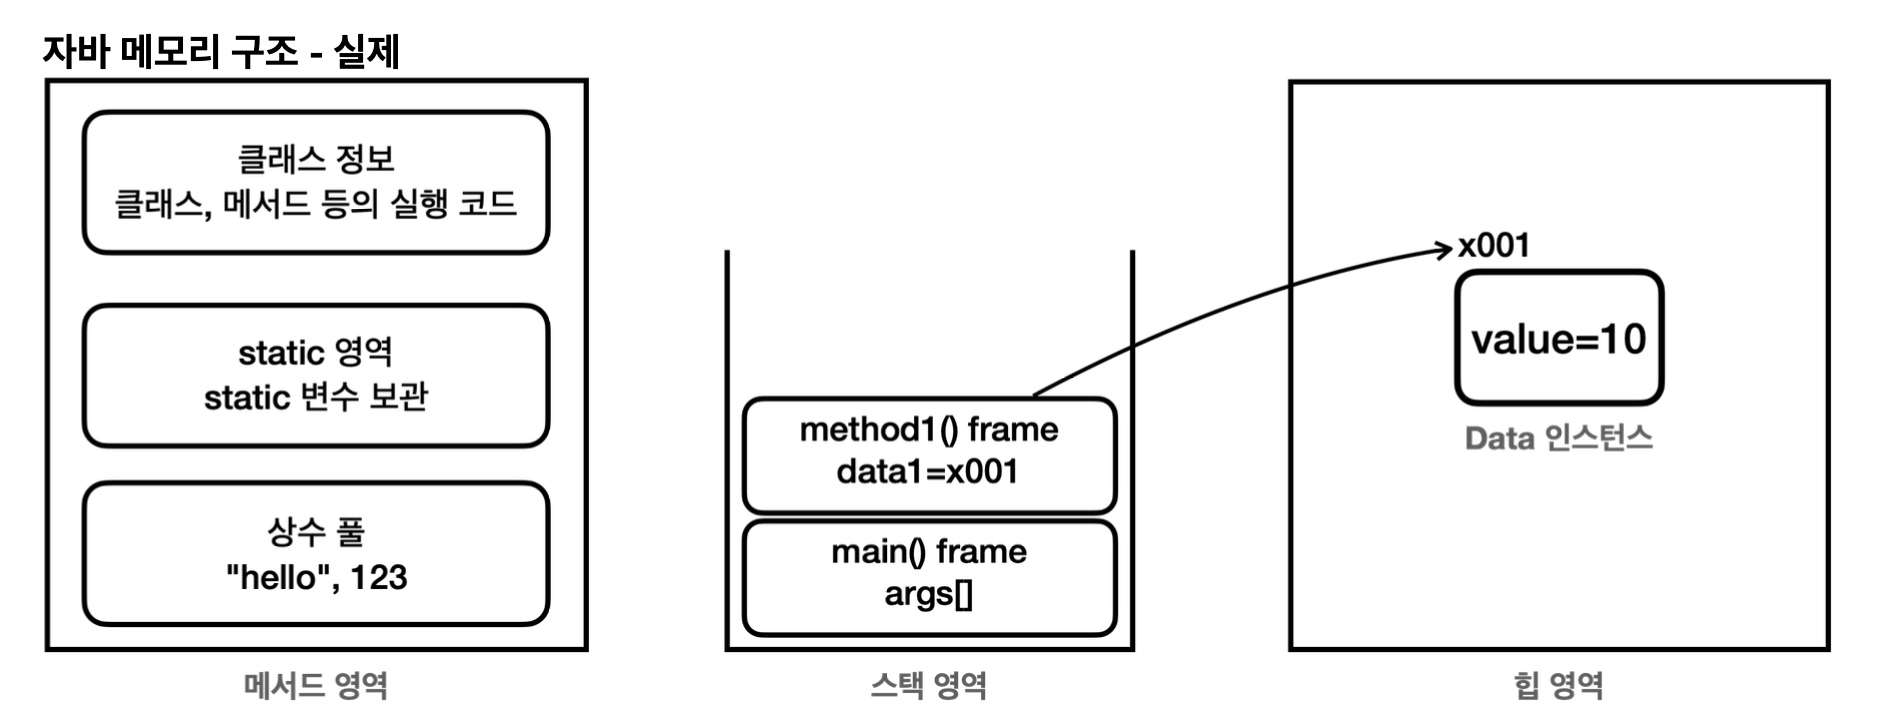 자바 메모리 구조 - 실제
클래스 정보
클래스, 메서드 등의 실행 코드
static 영역
static 변수 보관
상수 풀
"hello", 123
메서드 영역
method1() frame
data1=x001
main() frame
args[]
스택 영역
x001
value=10
Data 인스턴스
힙 영역